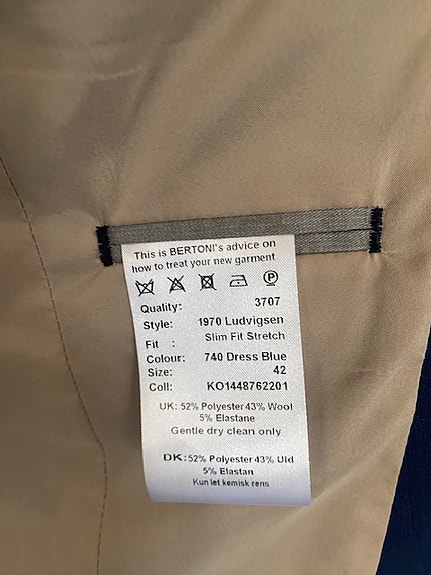 This is BERTONI's advice on
how to treat your new garment
P
Quality: 3707
Style: 1970 Ludvigsen
Fit : Slim Fit Stretch
Colour: 740 Dress Blue
Size: 42
Coll: KO1448762201
UK: 52% Polyester 43% Wool
5% Elastane
Gentle dry clean only
DK:52% Polyester 43% Uld
5% Elastan
Kun let kemisk rens